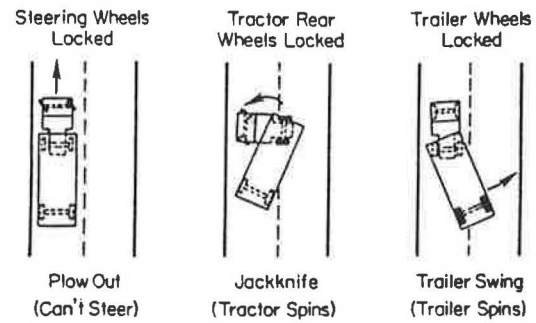 Steering Wheels
Locked
Tractor Rear
Wheels Locked
Trailer Wheels
Locked
Plow Out
(Can't Steer)
Jackknife
(Tractor Spins)
Trailer Swing
(Trailer Spins)